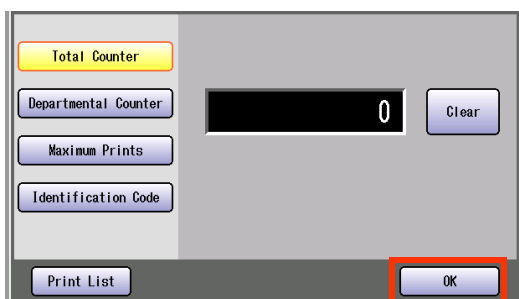 Total Counter
Departmental Counter
0
Clear
Maximum Prints
Identification Code
Print List
OK